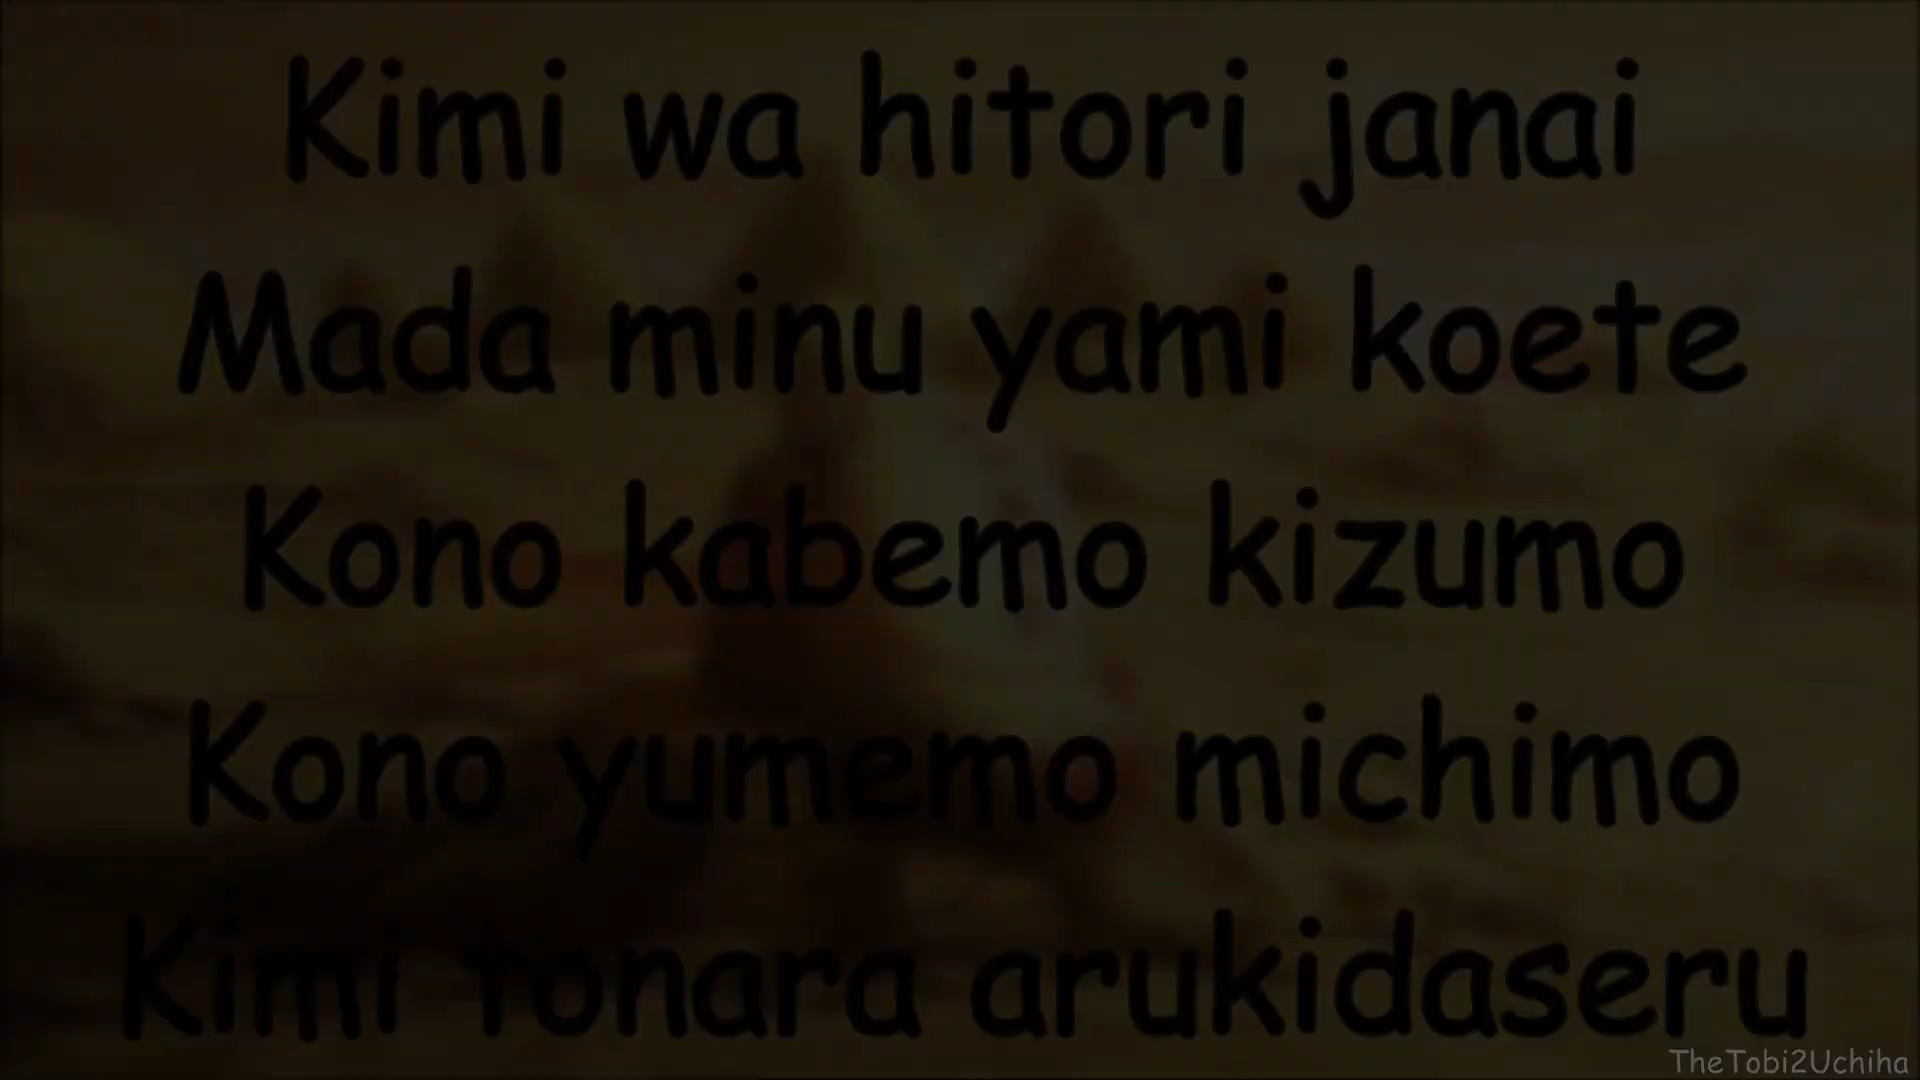 Kimi wa hitori janai
Mada minu yami koete
Kono kabemo kizumo
Kono yumemo michimo
Kimi tonara arukidaseru
TheTobi2Uchiha